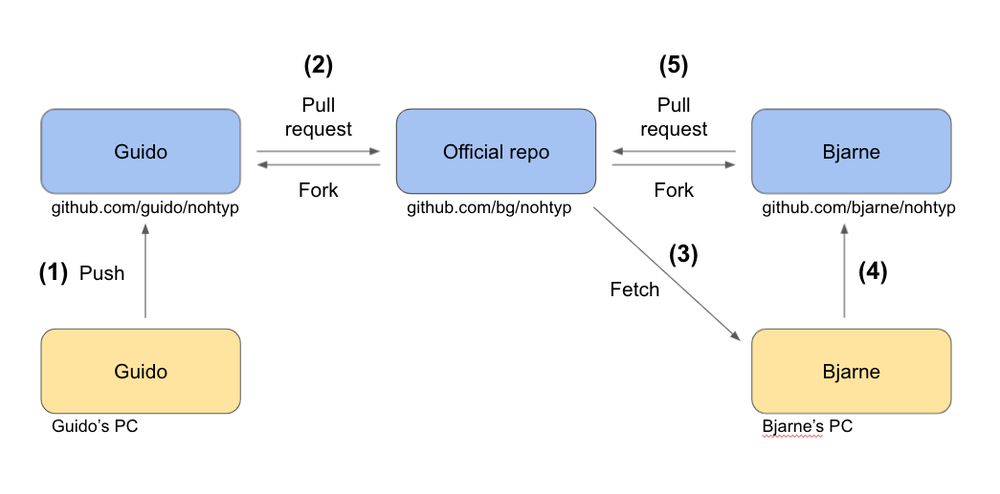 (2)
(5)
Pull
request
Pull
request
Guido
Official repo
Bjarne
Fork
Fork
github.com/guido/nohtyp
github.com/bg/nohtyp
github.com/bjarne/nohtyp
(3)
(1) Push
(4)
Fetch
Guido
Bjarne
Guido’s PC
Bjarne’s PC